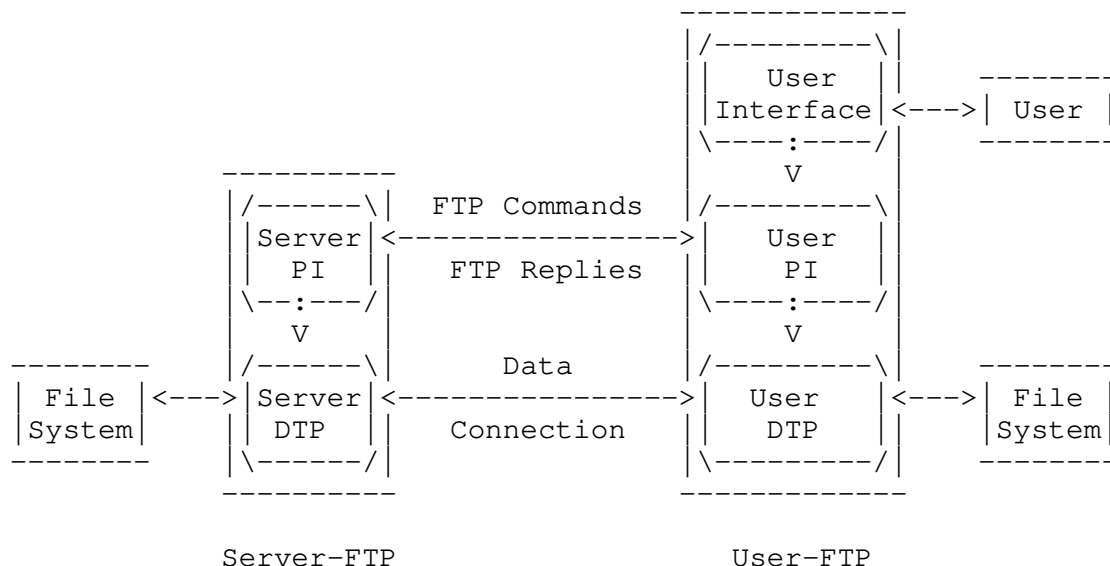 -------------
                                            |/---------\|
                                            ||   User  ||    --------
                                            ||Interface|<--->| User |
                                            |\----:----/|    --------
                  ----------                |     V     |
                  |/------\|  FTP Commands  |/---------\|
                  ||Server|<---------------->|   User  ||
                  ||  PI  ||   FTP Replies  ||    PI   ||
                  |\--:---/|                |\----:----/|
                  |   V    |                |     V     |
      --------    |/------\|      Data      |/---------\|    --------
      | File |<--->|Server|<---------------->|  User   |<--->| File |
      |System|    || DTP  ||   Connection   ||   DTP   ||    |System|
      --------    |\------/|                |\---------/|    --------
                  ----------                -------------
                  Server-FTP                   User-FTP